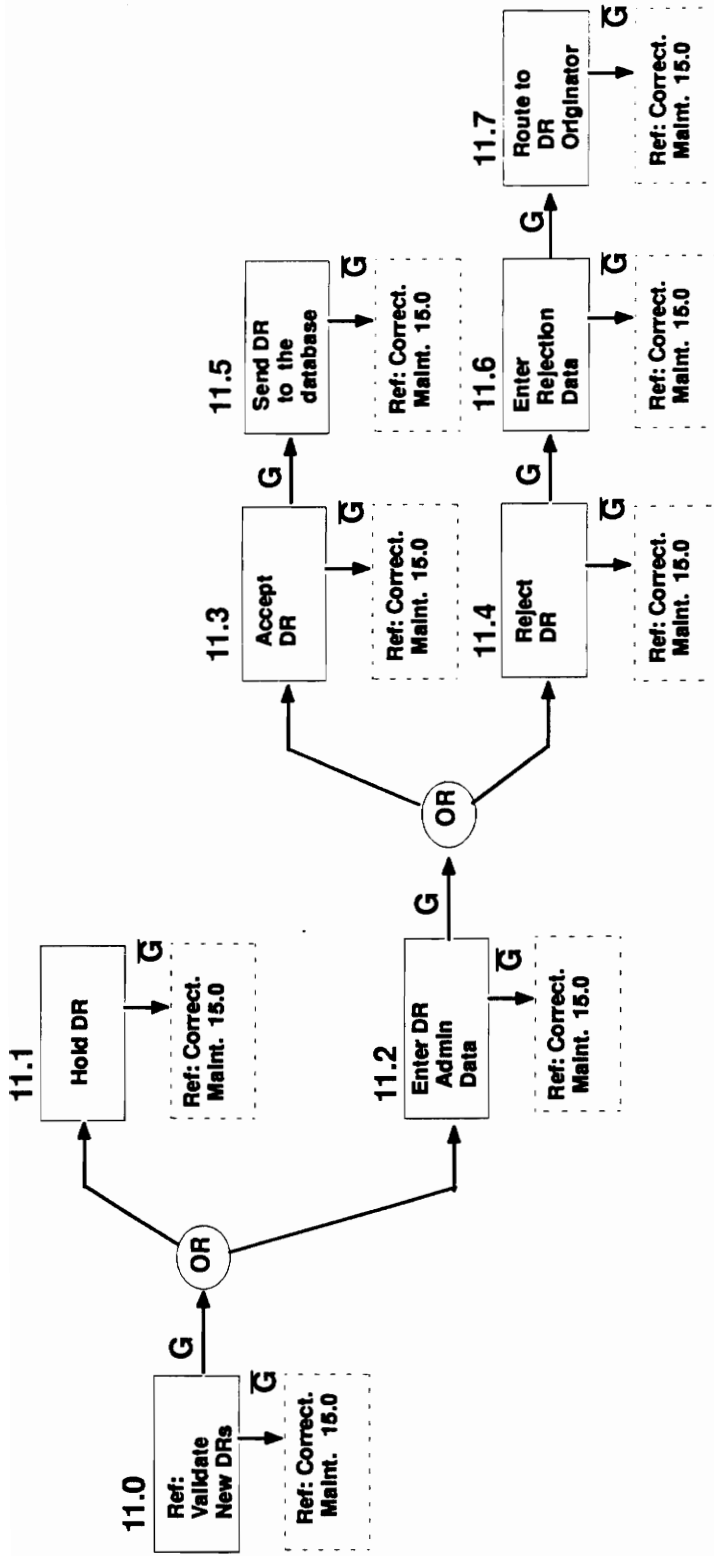 11.0
Ref:
Validate
New DRs
G
G̅
Ref: Correct.
Maint. 15.0
OR
11.1
Hold DR
G̅
Ref: Correct.
Maint. 15.0
11.2
Enter DR
Admin
Data
G
G̅
Ref: Correct.
Maint. 15.0
OR
11.3
Accept
DR
G
G̅
Ref: Correct.
Maint. 15.0
11.5
Send DR
to the
database
G̅
Ref: Correct.
Maint. 15.0
11.4
Reject
DR
G
G̅
Ref: Correct.
Maint. 15.0
11.6
Enter
Rejection
Data
G
G̅
Ref: Correct.
Maint. 15.0
11.7
Route to
DR
Originator
G̅
Ref: Correct.
Maint. 15.0